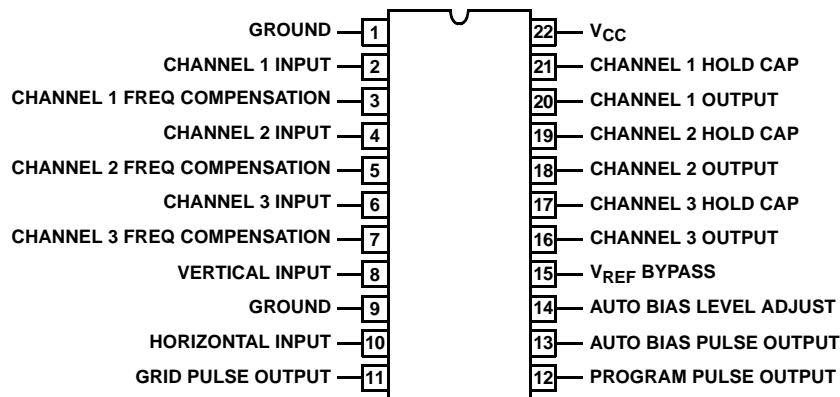 GROUND 1 22 VCC
CHANNEL 1 INPUT 2 21 CHANNEL 1 HOLD CAP
CHANNEL 1 FREQ COMPENSATION 3 20 CHANNEL 1 OUTPUT
CHANNEL 2 INPUT 4 19 CHANNEL 2 HOLD CAP
CHANNEL 2 FREQ COMPENSATION 5 18 CHANNEL 2 OUTPUT
CHANNEL 3 INPUT 6 17 CHANNEL 3 HOLD CAP
CHANNEL 3 FREQ COMPENSATION 7 16 CHANNEL 3 OUTPUT
VERTICAL INPUT 8 15 VREF BYPASS
GROUND 9 14 AUTO BIAS LEVEL ADJUST
HORIZONTAL INPUT 10 13 AUTO BIAS PULSE OUTPUT
GRID PULSE OUTPUT 11 12 PROGRAM PULSE OUTPUT